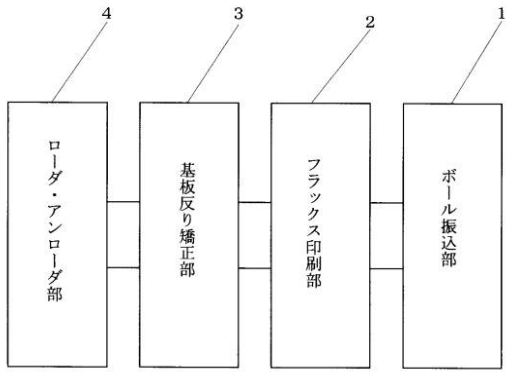 4
3
2
1
ローダ・アンローダ部
基板反り矯正部
フラックス印刷部
ボール振込部